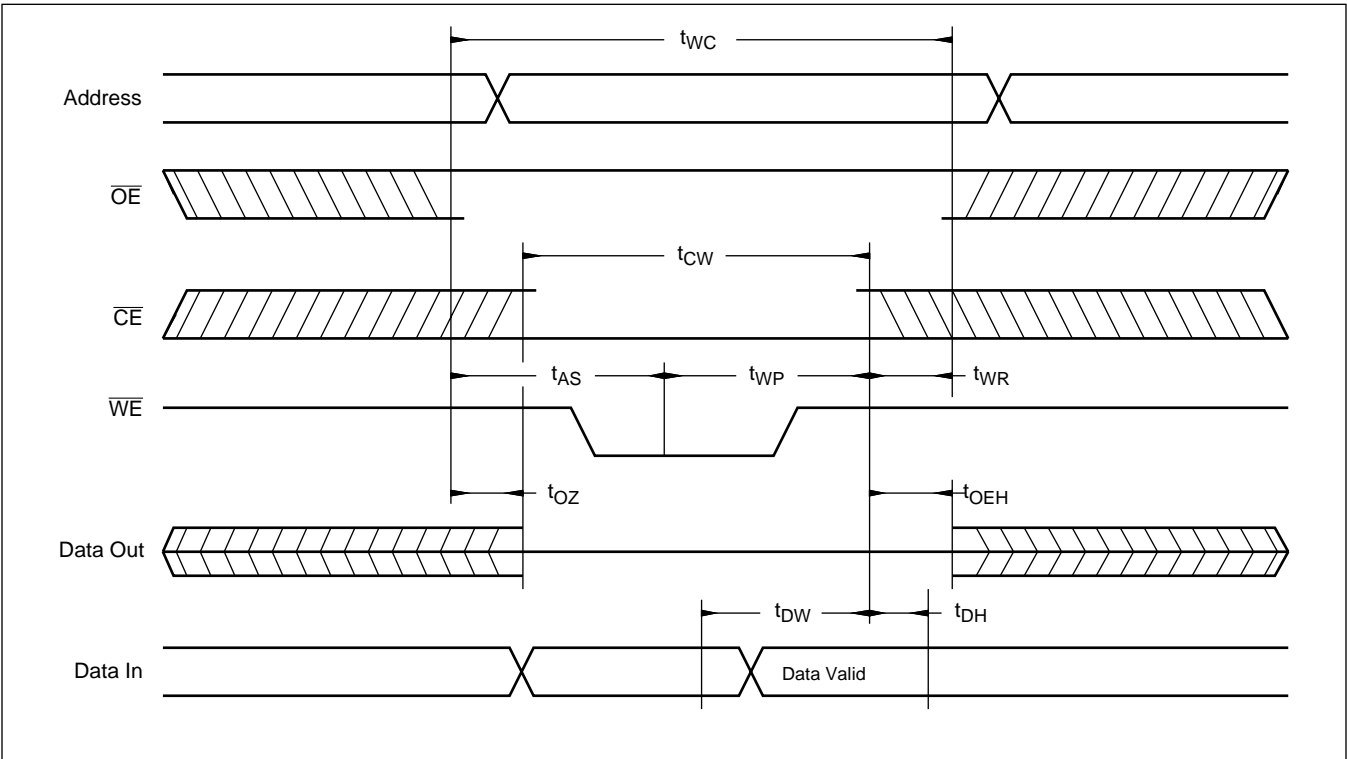 tWC
Address
OE
tCW
CE
tAS
tWP
tWR
WE
tOZ
tOEH
Data Out
tDW
tDH
Data In
Data Valid